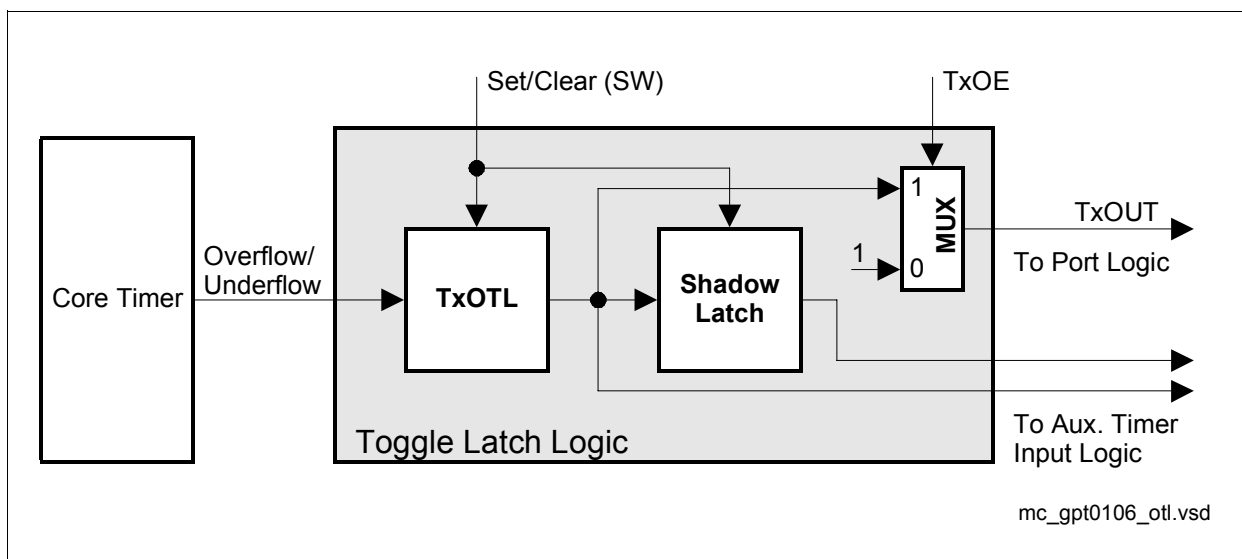 Set/Clear (SW)
TxOE
1
MUX
TxOUT
Overflow/
Underflow
1
0
To Port Logic
Core Timer
TxOTL
Shadow
Latch
Toggle Latch Logic
To Aux. Timer
Input Logic
mc_gpt0106_otl.vsd